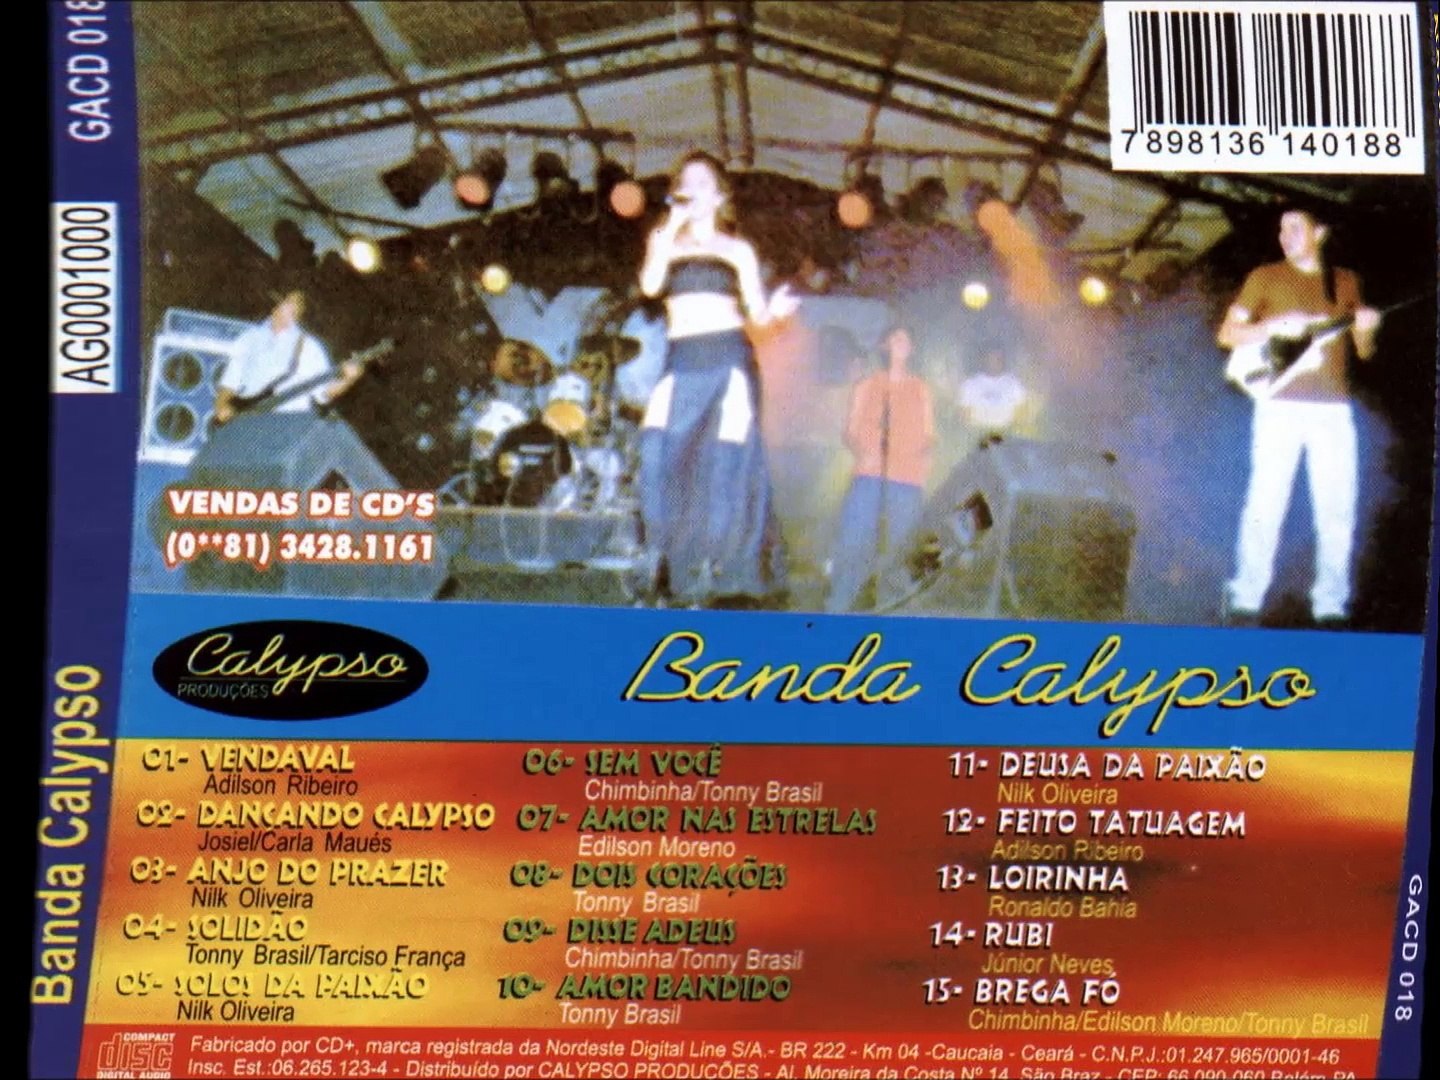 GACD 018
AG0001000
Banda Calypso
7 898136 140188
VENDAS DE CD'S
(0**81) 3428.1161
Calypso
PRODUÇÕES
Banda Calypso
01- VENDAVAL
Adilson Ribeiro
02- DANÇANDO CALYPSO
Josiel/Carla Maués
03- ANJO DO PRAZER
Nilk Oliveira
04- SOLIDÃO
Tonny Brasil/Tarciso França
05- SOLOS DA PAIXÃO
Nilk Oliveira
06- SEM VOCÊ
Chimbinha/Tonny Brasil
07- AMOR NAS ESTRELAS
Edilson Moreno
08- DOIS CORAÇÕES
Tonny Brasil
09- DISSE ADEUS
Chimbinha/Tonny Brasil
10- AMOR BANDIDO
Tonny Brasil
11- DEUSA DA PAIXÃO
Nilk Oliveira
12- FEITO TATUAGEM
Adilson Ribeiro
13- LOIRINHA
Ronaldo Bahia
14- RUBI
Júnior Neves
15- BREGA FÓ
Chimbinha/Edilson Moreno/Tonny Brasil
GACD 018
COMPACT
disc
DIGITAL AUDIO
Fabricado por CD+, marca registrada da Nordeste Digital Line S/A.- BR 222 - Km 04 -Caucaia - Ceará - C.N.P.J.:01.247.965/0001-46
Insc. Est.:06.265.123-4 - Distribuído por CALYPSO PRODUÇÕES - Al. Moreira da Costa Nº 14, São Braz - CEP: 66.090-060 Belém-PA